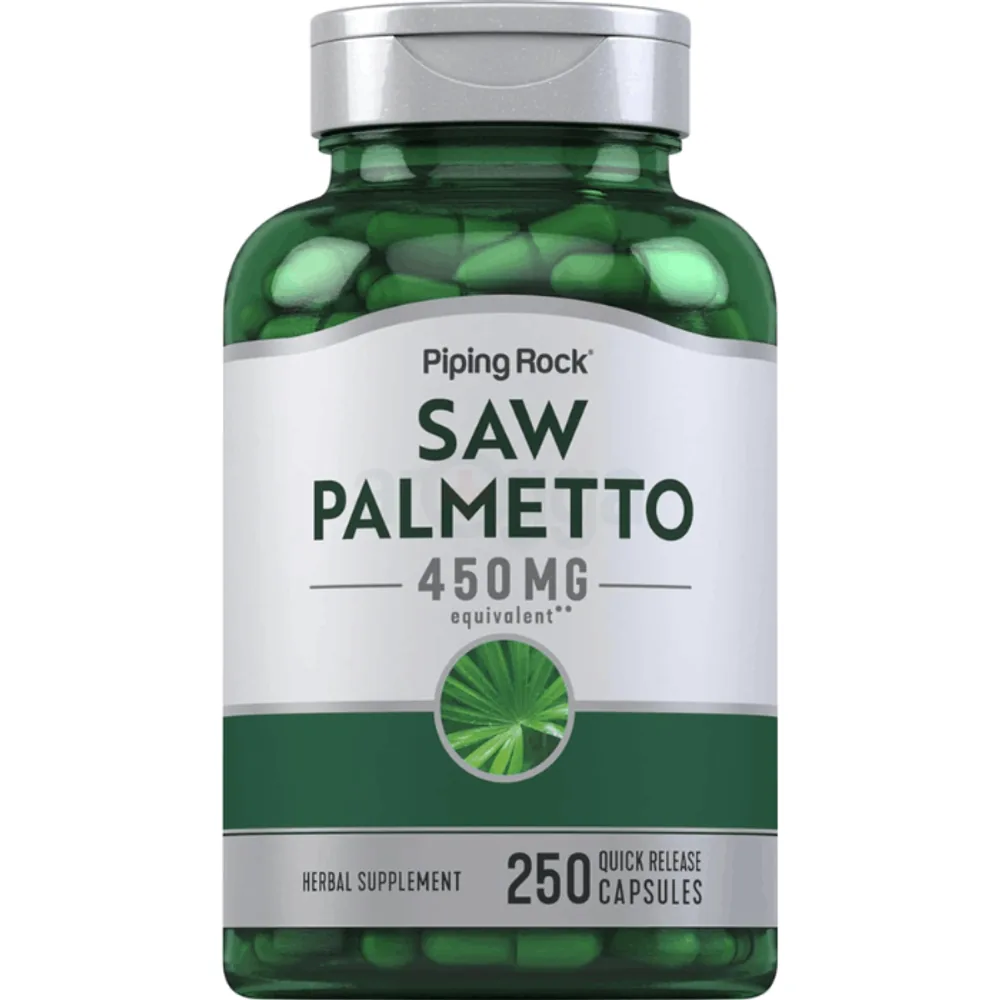 Piping Rock®
SAW
PALMETTO
450 MG
equivalent**
HERBAL SUPPLEMENT
250 QUICK RELEASE
CAPSULES